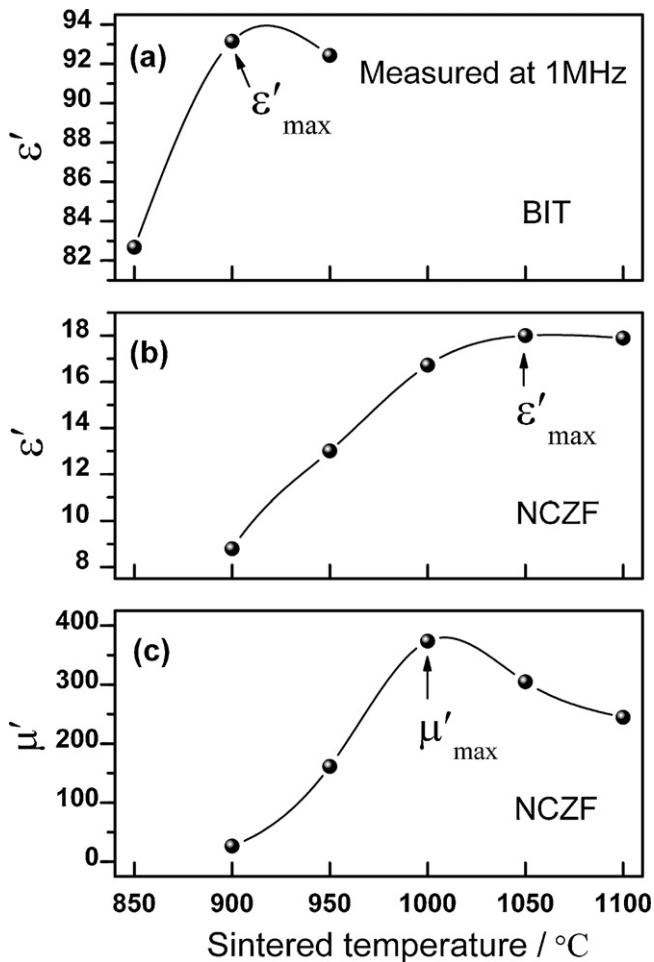 94
92
90
88
86
84
82
ε′
(a)
Measured at 1MHz
ε′max
BIT
18
16
14
12
10
8
ε′
(b)
ε′max
NCZF
400
300
200
100
0
μ′
(c)
μ′max
NCZF
850 900 950 1000 1050 1100
Sintered temperature / °C